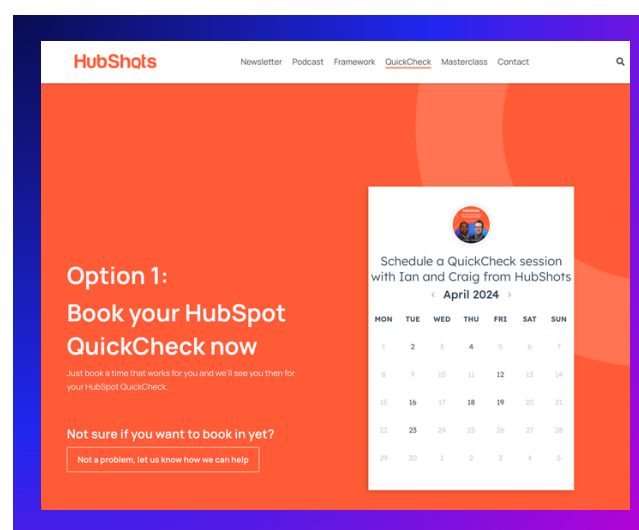 HubShots
Newsletter Podcast Framework QuickCheck Masterclass Contact
Option 1:
Book your HubSpot
QuickCheck now
Just book a time that works for you and we'll see you then for
your HubSpot QuickCheck.
Not sure if you want to book in yet?
Not a problem, let us know how we can help
Schedule a QuickCheck session
with Ian and Craig from HubShots
‹ April 2024 ›
MON TUE WED THU FRI SAT SUN
1 2 3 4 5 6 7
8 9 10 11 12 13 14
15 16 17 18 19 20 21
22 23 24 25 26 27 28
29 30 1 2 3 4 5